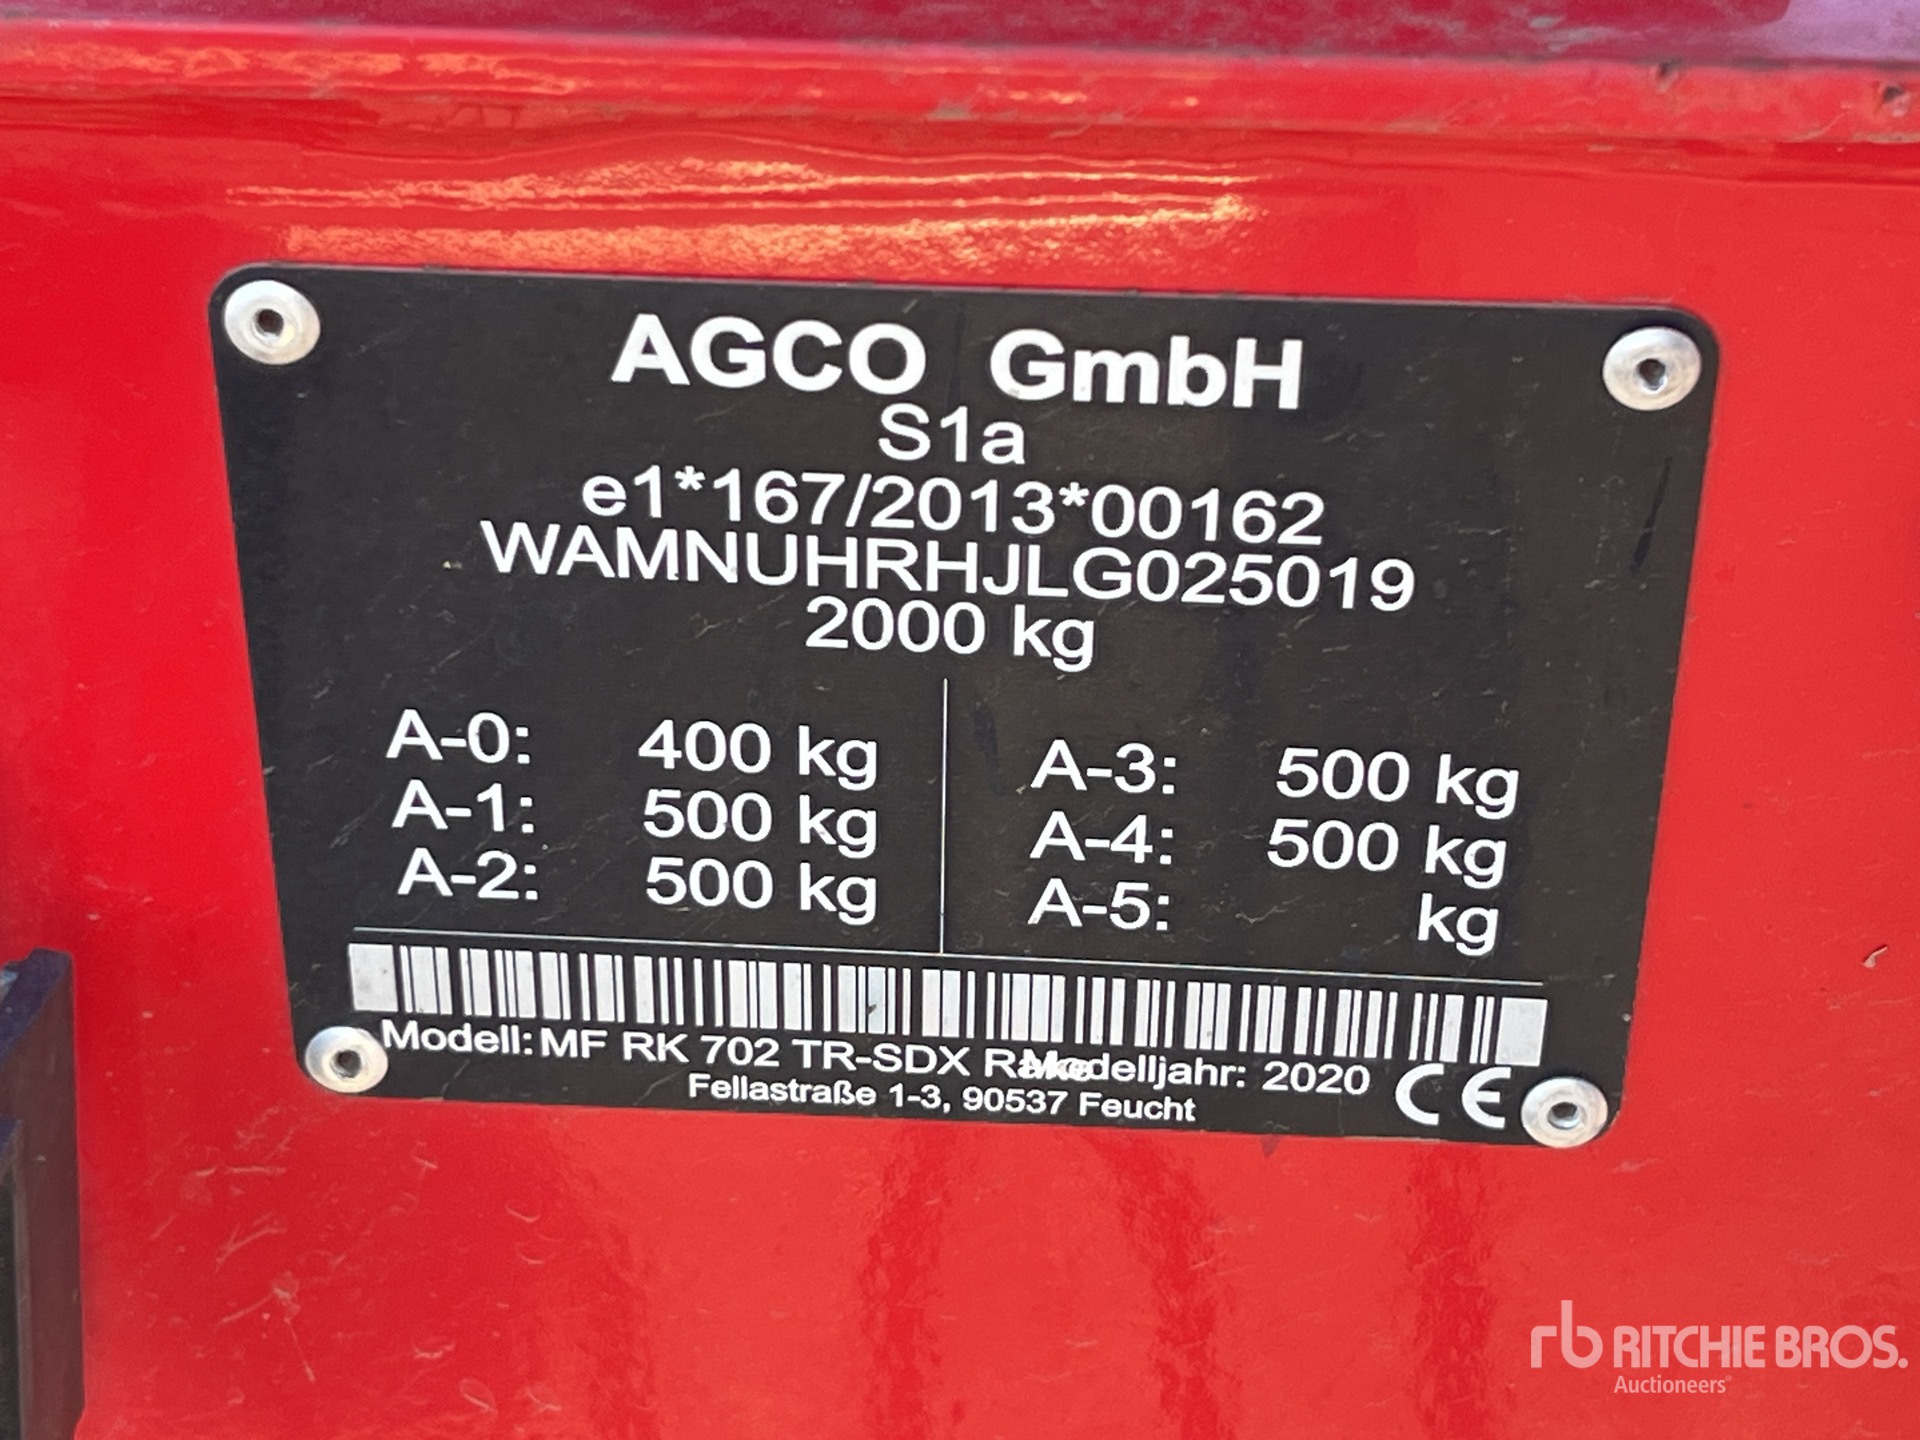 AGCO GmbH
S1a
e1*167/2013*00162
WAMNUHRHJLG025019
2000 kg
A-0: 400 kg
A-1: 500 kg
A-2: 500 kg
A-3: 500 kg
A-4: 500 kg
A-5: kg
Modell: MF RK 702 TR-SDX Rake Modelljahr: 2020
Fellastraße 1-3, 90537 Feucht
CE
rb RITCHIE BROS.
Auctioneers